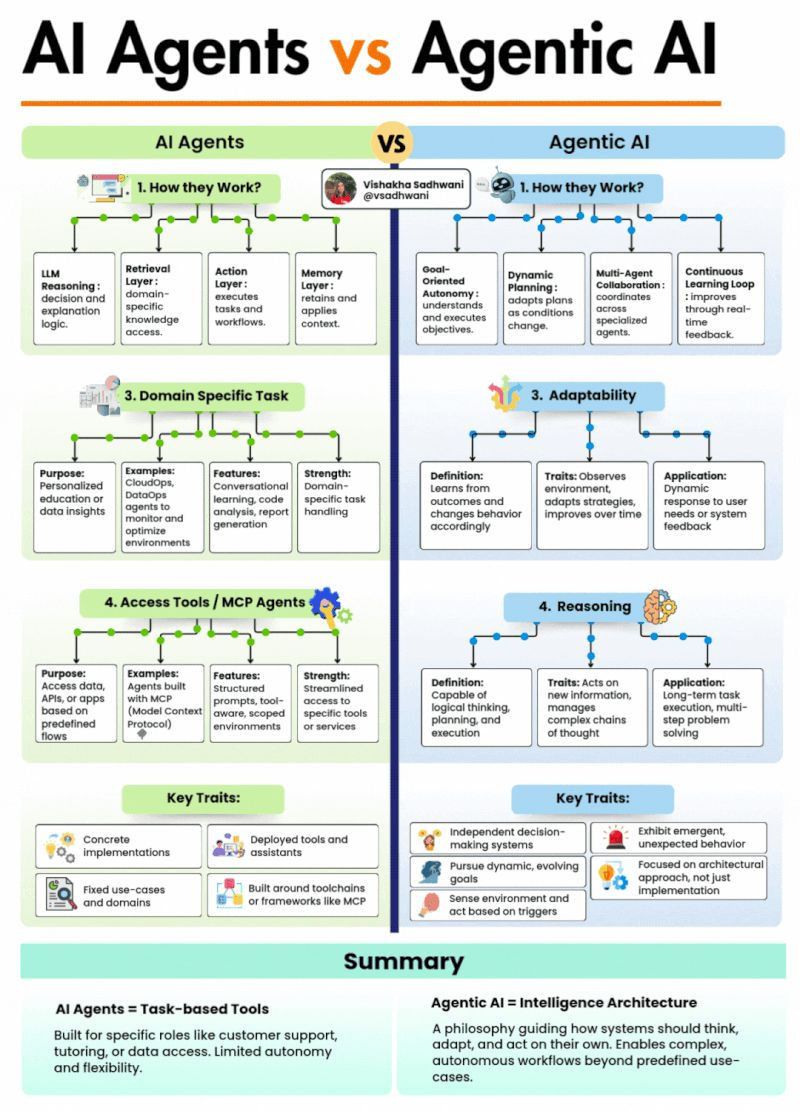 AI Agents vs Agentic AI
AI Agents
VS
Agentic AI
Vishakha Sadhwani
@vsadhwani
1. How they Work?
LLM
Reasoning :
decision and
explanation
logic.
Retrieval
Layer :
domain-
specific
knowledge
access.
Action
Layer :
executes
tasks and
workflows.
Memory
Layer :
retains and
applies
context.
1. How they Work?
Goal-
Oriented
Autonomy :
understands
and executes
objectives.
Dynamic
Planning :
adapts plans
as conditions
change.
Multi-Agent
Collaboration :
coordinates
across
specialized
agents.
Continuous
Learning Loop
: improves
through real-
time
feedback.
3. Domain Specific Task
Purpose:
Personalized
education or
data insights
Examples:
CloudOps,
DataOps
agents to
monitor and
optimize
environments
Features:
Conversational
learning, code
analysis, report
generation
Strength:
Domain-
specific task
handling
3. Adaptability
Definition:
Learns from
outcomes and
changes behavior
accordingly
Traits: Observes
environment,
adapts strategies,
improves over time
Application:
Dynamic
response to user
needs or system
feedback
4. Access Tools / MCP Agents
Purpose:
Access data,
APIs, or apps
based on
predefined
flows
Examples:
Agents built
with MCP
(Model Context
Protocol)
Features:
Structured
prompts, tool-
aware, scoped
environments
Strength:
Streamlined
access to
specific tools
or services
4. Reasoning
Definition:
Capable of
logical thinking,
planning, and
execution
Traits: Acts on
new information,
manages
complex chains
of thought
Application:
Long-term task
execution, multi-
step problem
solving
Key Traits:
Concrete
implementations
Deployed tools and
assistants
Fixed use-cases
and domains
Built around toolchains
or frameworks like MCP
Key Traits:
Independent decision-
making systems
Exhibit emergent,
unexpected behavior
Pursue dynamic, evolving
goals
Focused on architectural
approach, not just
implementation
Sense environment and
act based on triggers
Summary
AI Agents = Task-based Tools
Built for specific roles like customer support,
tutoring, or data access. Limited autonomy
and flexibility.
Agentic AI = Intelligence Architecture
A philosophy guiding how systems should think,
adapt, and act on their own. Enables complex,
autonomous workflows beyond predefined use-
cases.